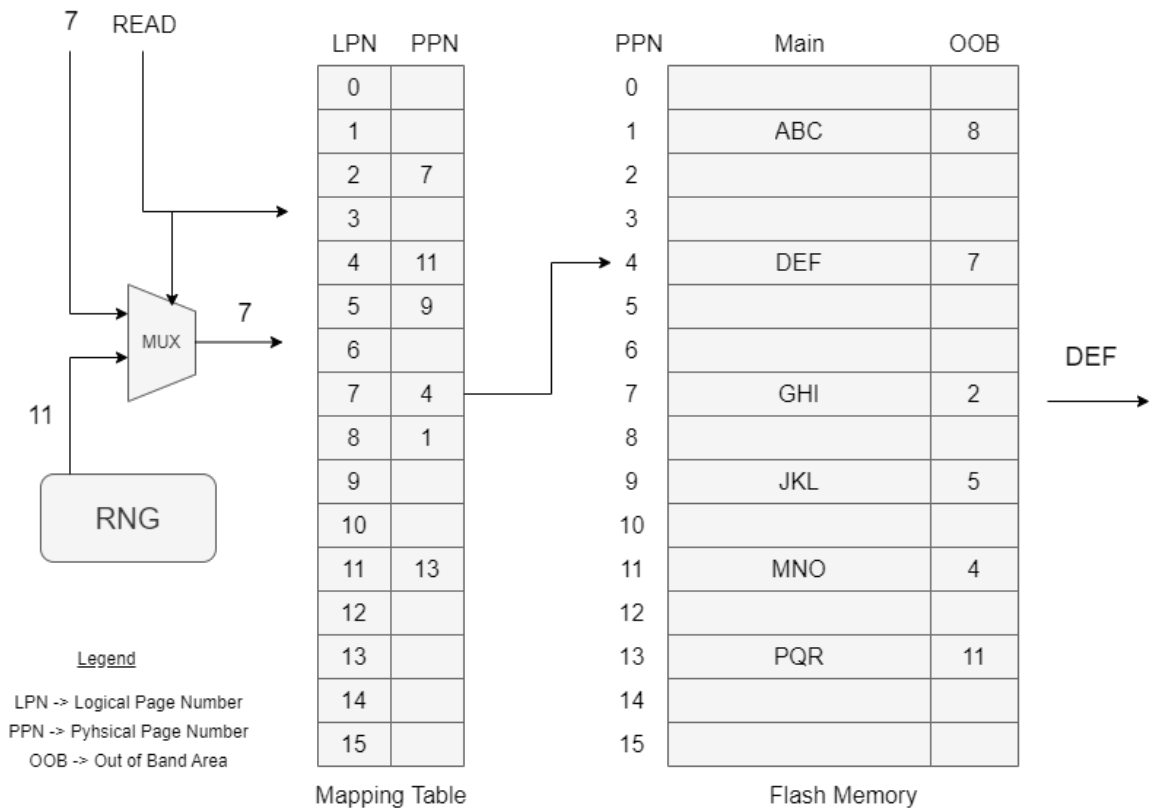 7 READ
LPN PPN
PPN Main OOB
0
1
2 7
3
4 11
5 9
6
7 4
8 1
9
10
11 13
12
13
14
15
Mapping Table
0
1 ABC 8
2
3
4 DEF 7
5
6
7 GHI 2
8
9 JKL 5
10
11 MNO 4
12
13 PQR 11
14
15
Flash Memory
MUX
7
11
RNG
DEF
Legend
LPN -> Logical Page Number
PPN -> Pyhsical Page Number
OOB -> Out of Band Area